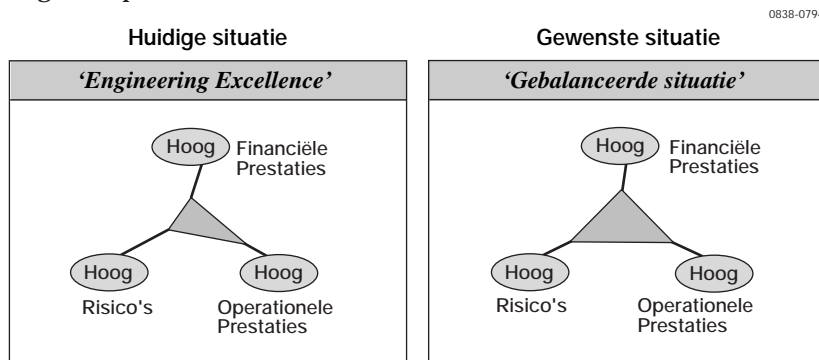 0838-079-
Huidige situatie
Gewenste situatie
‘Engineering Excellence’
‘Gebalanceerde situatie’
Hoog
Financiële
Prestaties
Hoog
Hoog
Risico's
Operationele
Prestaties
Hoog
Financiële
Prestaties
Hoog
Hoog
Risico's
Operationele
Prestaties